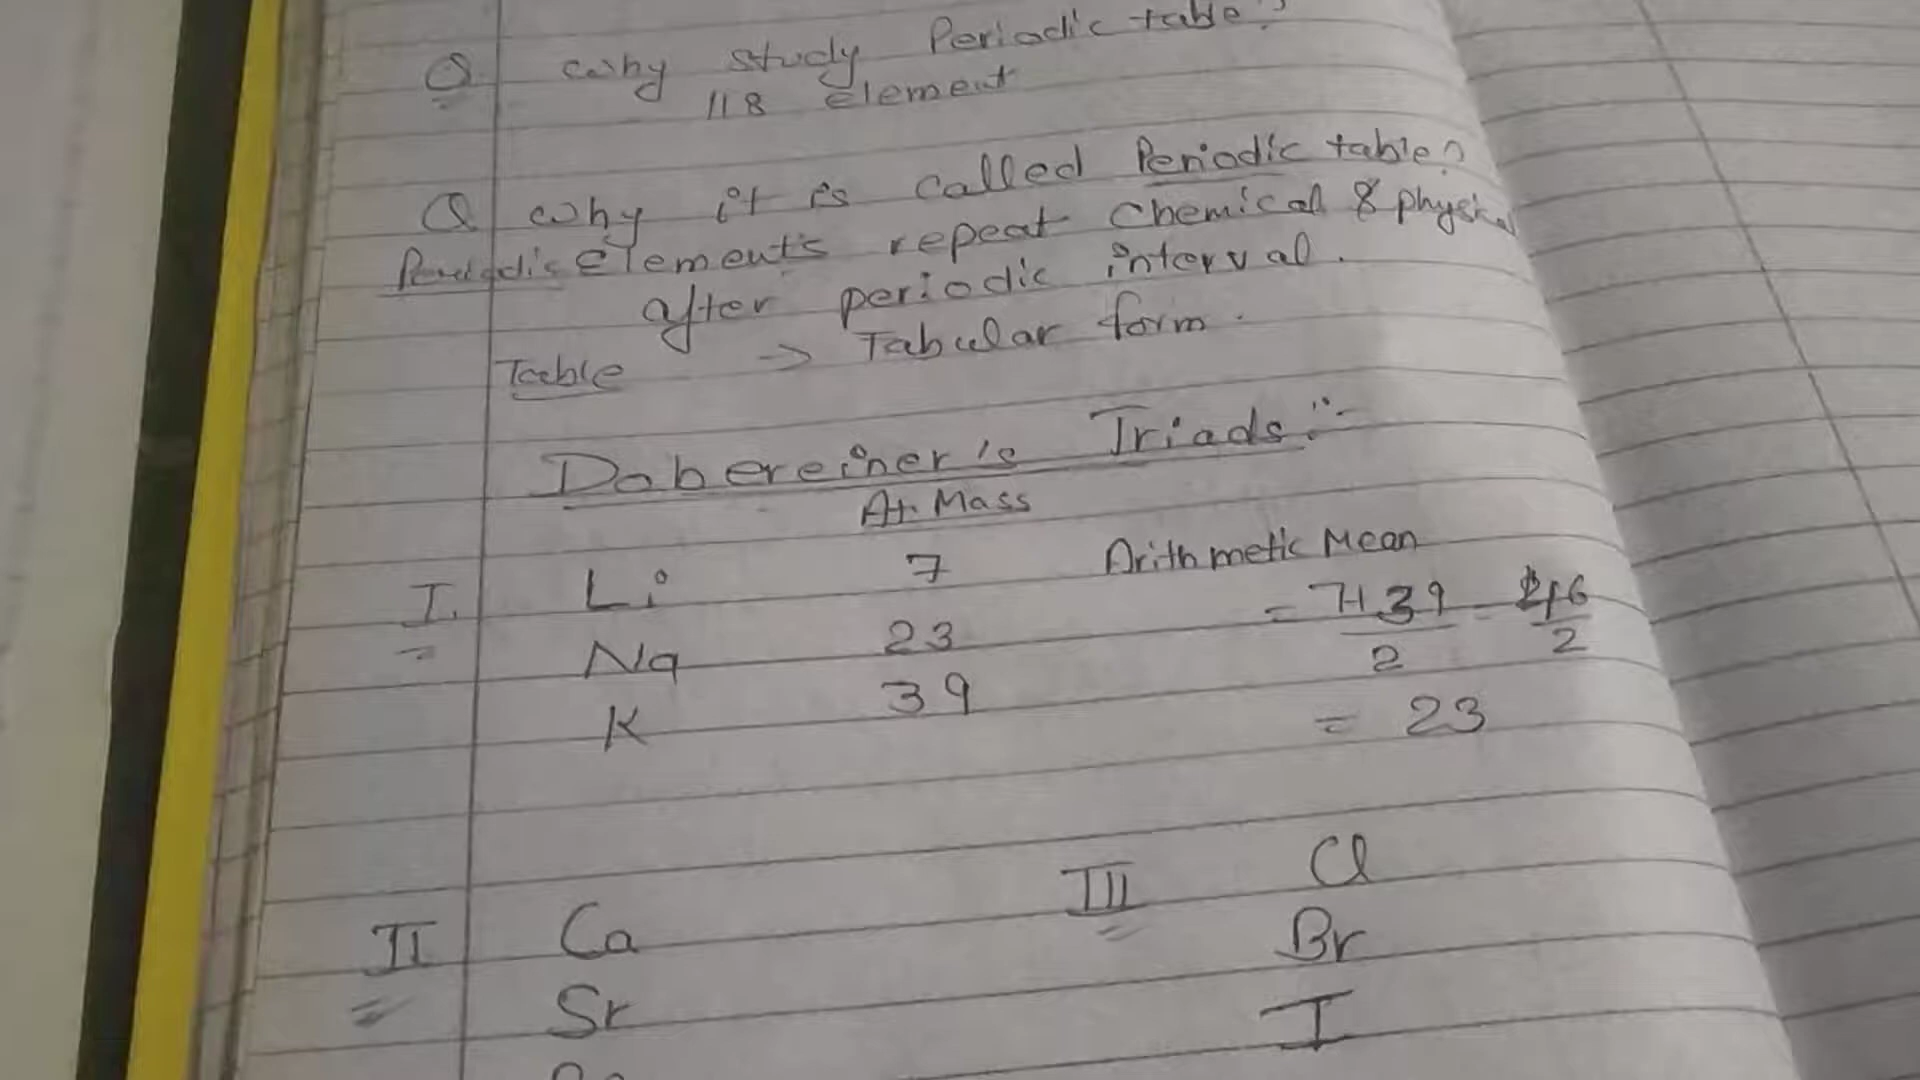 Q why study Periodic table?
118 element
Q why it is called Periodic table?
Periodic Elements repeat Chemical & physical
after periodic interval.
Table → Tabular form.
Dobereiner's Triads:-
At. Mass
Arithmetic Mean
I. Li 7
= 7+39/2 = 46/2
Na 23
K 39
= 23
II Ca
III Cl
Sr
Br
I